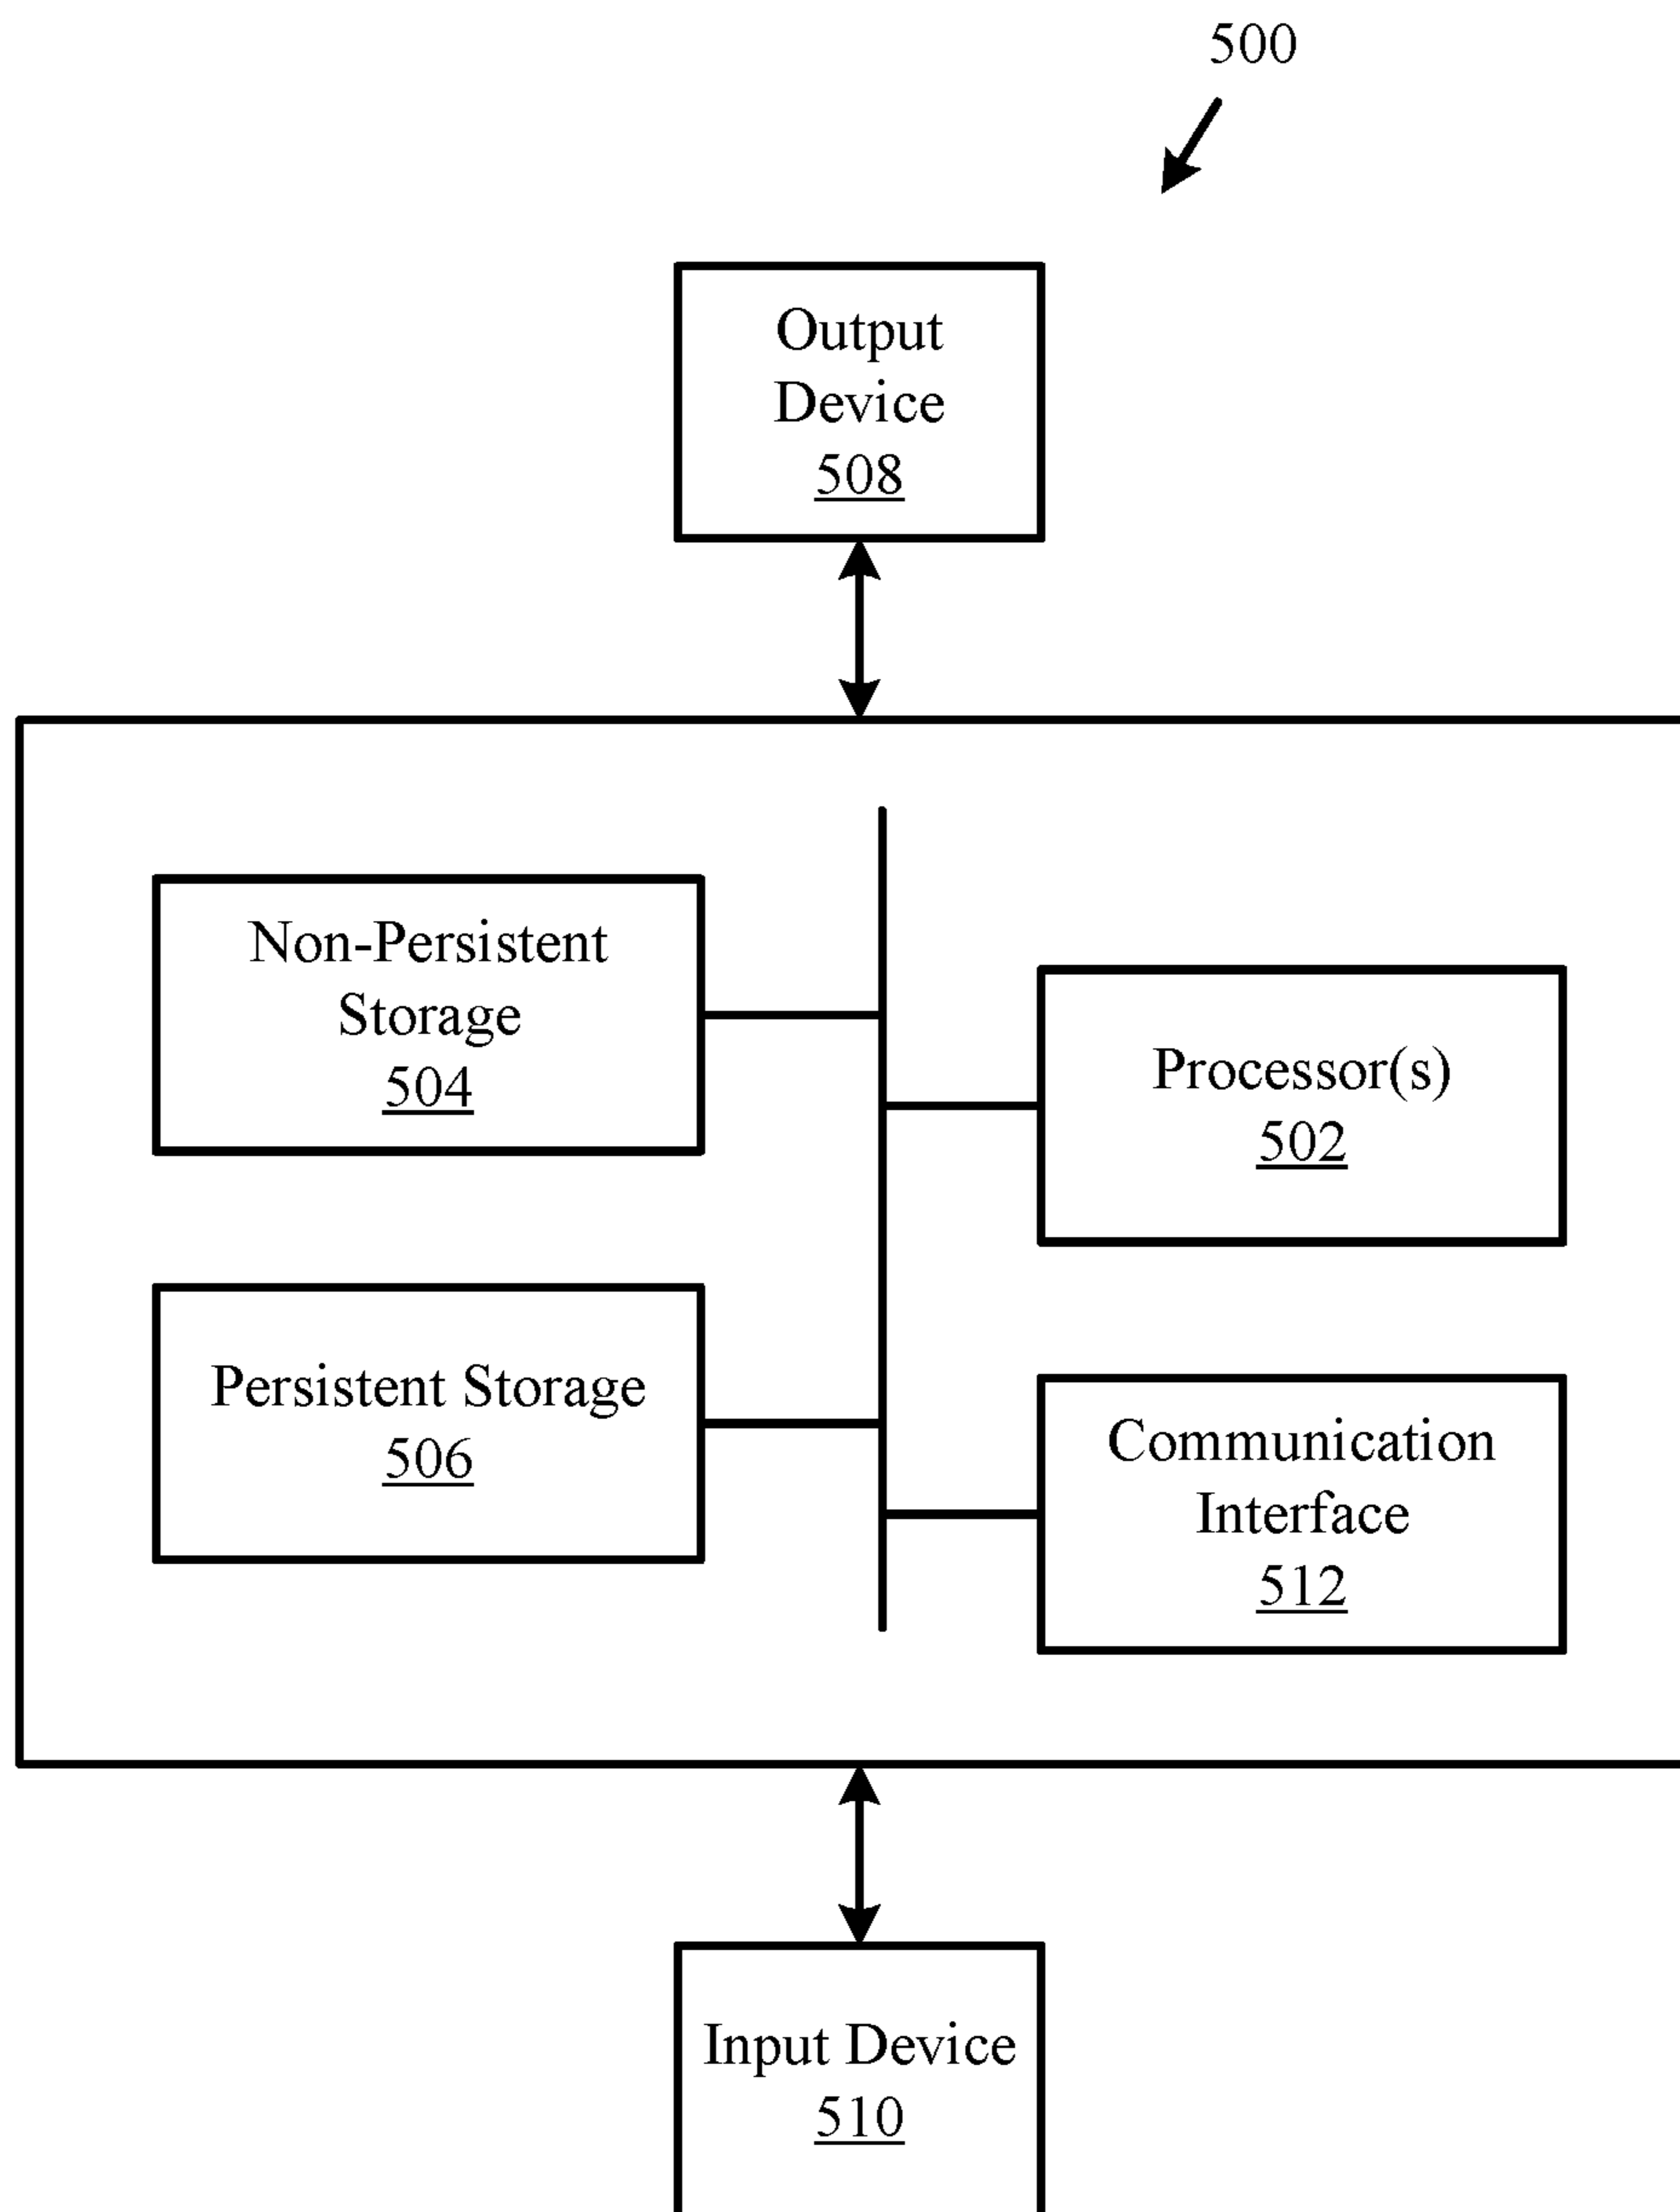 500
Output
Device
508
Non-Persistent
Storage
504
Processor(s)
502
Persistent Storage
506
Communication
Interface
512
Input Device
510